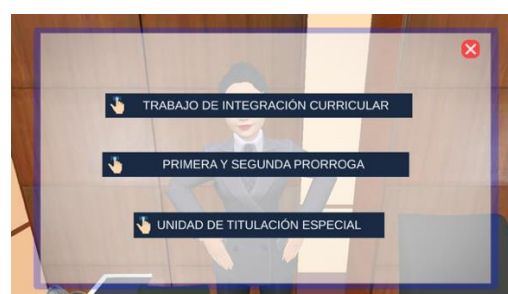 TRABAJO DE INTEGRACIÓN CURRICULAR
PRIMERA Y SEGUNDA PRORROGA
UNIDAD DE TITULACIÓN ESPECIAL